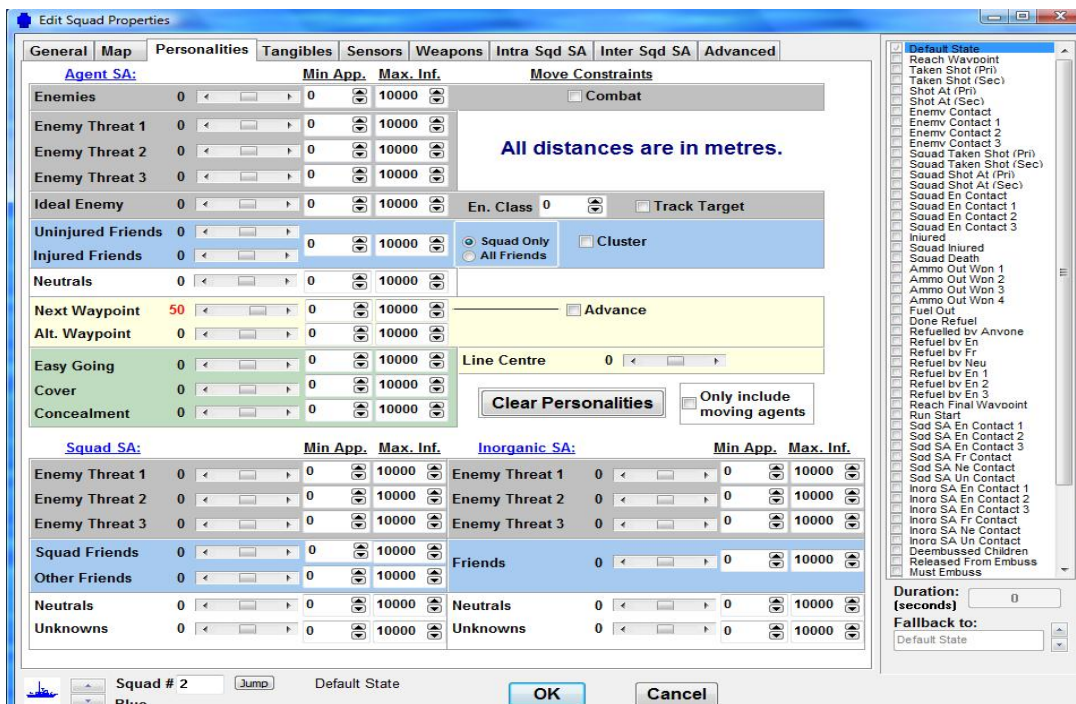 Edit Squad Properties
General Map Personalities Tangibles Sensors Weapons Intra Sqd SA Inter Sqd SA Advanced
Agent SA: Min App. Max. Inf. Move Constraints
Enemies 0 0 10000 Combat
Enemy Threat 1 0 0 10000
Enemy Threat 2 0 0 10000
All distances are in metres.
Enemy Threat 3 0 0 10000
Ideal Enemy 0 0 10000 En. Class 0 Track Target
Uninjured Friends 0
0 10000 Squad Only Cluster
Injured Friends 0 All Friends
Neutrals 0 0 10000
Next Waypoint 50 0 10000 Advance
Alt. Waypoint 0 0 10000
Easy Going 0 0 10000 Line Centre 0
Cover 0 0 10000
Clear Personalities Only include moving agents
Concealment 0 0 10000
Squad SA: Min App. Max. Inf. Inorganic SA: Min App. Max. Inf.
Enemy Threat 1 0 0 10000 Enemy Threat 1 0 0 10000
Enemy Threat 2 0 0 10000 Enemy Threat 2 0 0 10000
Enemy Threat 3 0 0 10000 Enemy Threat 3 0 0 10000
Squad Friends 0 0 10000
Friends 0 0 10000
Other Friends 0 0 10000
Neutrals 0 0 10000 Neutrals 0 0 10000
Unknowns 0 0 10000 Unknowns 0 0 10000
Squad # 2 Jump Default State
Blue
OK Cancel
Default State
Reach Waypoint
Taken Shot (Pri)
Taken Shot (Sec)
Shot At (Pri)
Shot At (Sec)
Enemy Contact
Enemy Contact 1
Enemy Contact 2
Enemy Contact 3
Squad Taken Shot (Pri)
Squad Taken Shot (Sec)
Squad Shot At (Pri)
Squad Shot At (Sec)
Squad En Contact
Squad En Contact 1
Squad En Contact 2
Squad En Contact 3
Injured
Squad Injured
Squad Death
Ammo Out Wpn 1
Ammo Out Wpn 2
Ammo Out Wpn 3
Ammo Out Wpn 4
Fuel Out
Done Refuel
Refuelled by Anyone
Refuel by En
Refuel by Fr
Refuel by Neu
Refuel by En 1
Refuel by En 2
Refuel by En 3
Reach Final Waypoint
Run Start
Sqd SA En Contact 1
Sqd SA En Contact 2
Sqd SA En Contact 3
Sqd SA Fr Contact
Sqd SA Ne Contact
Sqd SA Un Contact
Inorg SA En Contact 1
Inorg SA En Contact 2
Inorg SA En Contact 3
Inorg SA Fr Contact
Inorg SA Ne Contact
Inorg SA Un Contact
Deembussed Children
Released From Embuss
Must Embuss
Duration:
(seconds) 0
Fallback to:
Default State